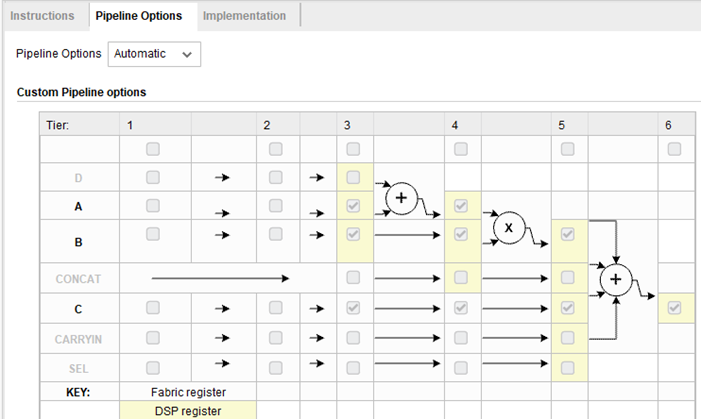 Instructions Pipeline Options Implementation
Pipeline Options Automatic
Custom Pipeline options
Tier: 1 2 3 4 5 6
D
A
+
B
X
CONCAT
+
C
CARRYIN
SEL
KEY: Fabric register
DSP register